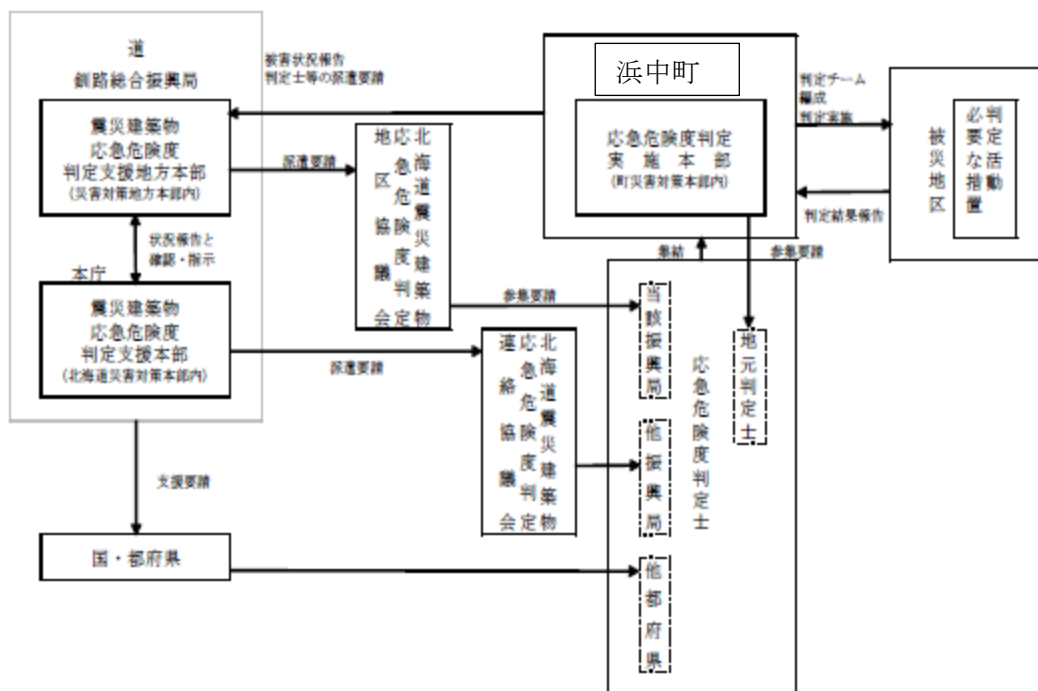 道
釧路総合振興局
震災建築物
応急危険度
判定支援地方本部
(災害対策地方本部内)
状況報告と
確認・指示
本庁
震災建築物
応急危険度
判定支援本部
(北海道災害対策本部内)
支援要請
国・都府県
被害状況報告
判定士等の派遣要請
派遣要請
北海道震災建築物
応急危険度判定
地区協議会
派遣要請
北海道震災建築物
応急危険度判定
連絡協議会
参集要請
浜中町
応急危険度判定
実施本部
(町災害対策本部内)
集結
参集要請
当該振興局
他振興局
他都府県
応急危険度判定士
地元判定士
判定チーム
編成
判定実施
判定結果報告
被災地区
判定活動
必要な措置